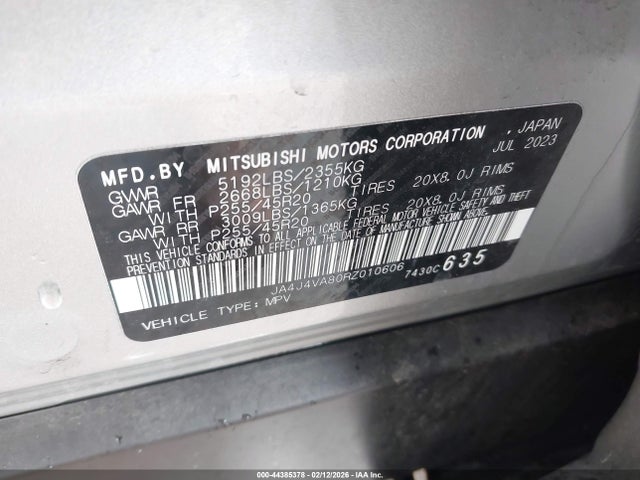 MFD. BY MITSUBISHI MOTORS CORPORATION , JAPAN
JUL 2023
GVWR 5192LBS/2355KG
GAWR FR 2668LBS/1210KG
WITH P255/45R20 TIRES 20X8.0J RIMS
GAWR RR 3009LBS/1365KG
WITH P255/45R20 TIRES 20X8.0J RIMS
THIS VEHICLE CONFORMS TO ALL APPLICABLE FEDERAL MOTOR VEHICLE SAFETY AND THEFT
PREVENTION STANDARDS IN EFFECT ON THE DATE OF MANUFACTURE SHOWN ABOVE.
JA4J4VA80RZ010606 7430C 635
VEHICLE TYPE: MPV
000-44385378 - 02/12/2026 - IAA, Inc.